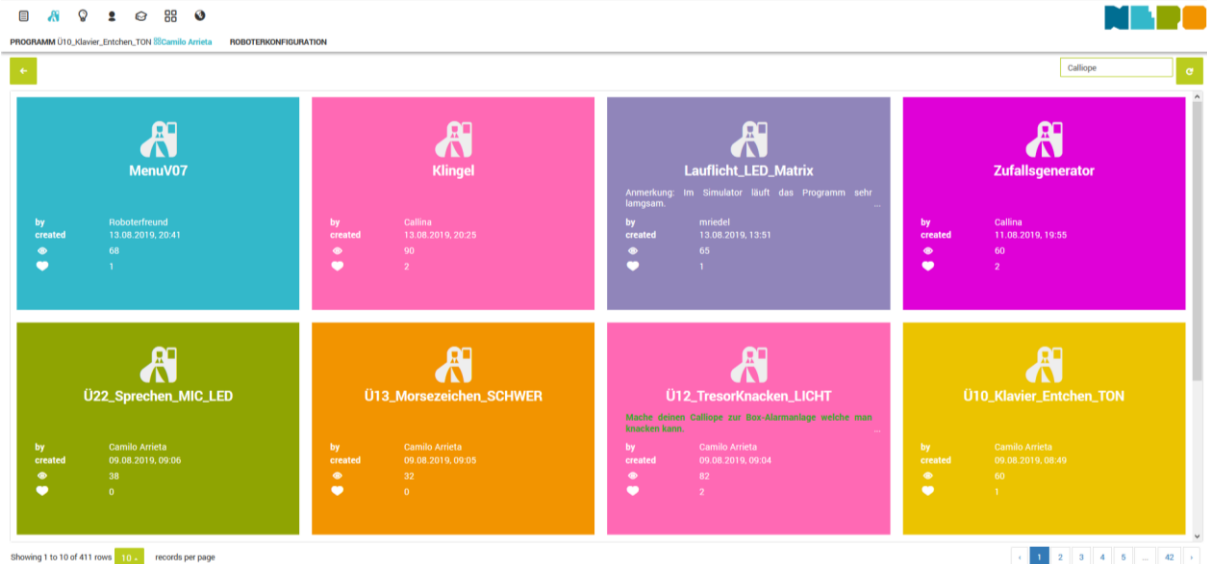 NEPO
PROGRAMM Ü10_Klavier_Entchen_TON Camilo Arrieta ROBOTERKONFIGURATION
Calliope
MenuV07
by Roboterfreund
created 13.08.2019, 20:41
68
1
Klingel
by Callina
created 13.08.2019, 20:25
90
2
Lauflicht_LED_Matrix
Anmerkung: Im Simulator läuft das Programm sehr
lamgsam. ...
by mriedel
created 13.08.2019, 13:51
65
1
Zufallsgenerator
by Callina
created 11.08.2019, 19:55
60
2
Ü22_Sprechen_MIC_LED
by Camilo Arrieta
created 09.08.2019, 09:06
38
0
Ü13_Morsezeichen_SCHWER
by Camilo Arrieta
created 09.08.2019, 09:05
32
0
Ü12_TresorKnacken_LICHT
Mache deinen Calliope zur Box-Alarmanlage welche man
knacken kann. ...
by Camilo Arrieta
created 09.08.2019, 09:04
82
2
Ü10_Klavier_Entchen_TON
by Camilo Arrieta
created 09.08.2019, 08:49
60
1
Showing 1 to 10 of 411 rows 10 records per page
‹ 1 2 3 4 5 ... 42 ›